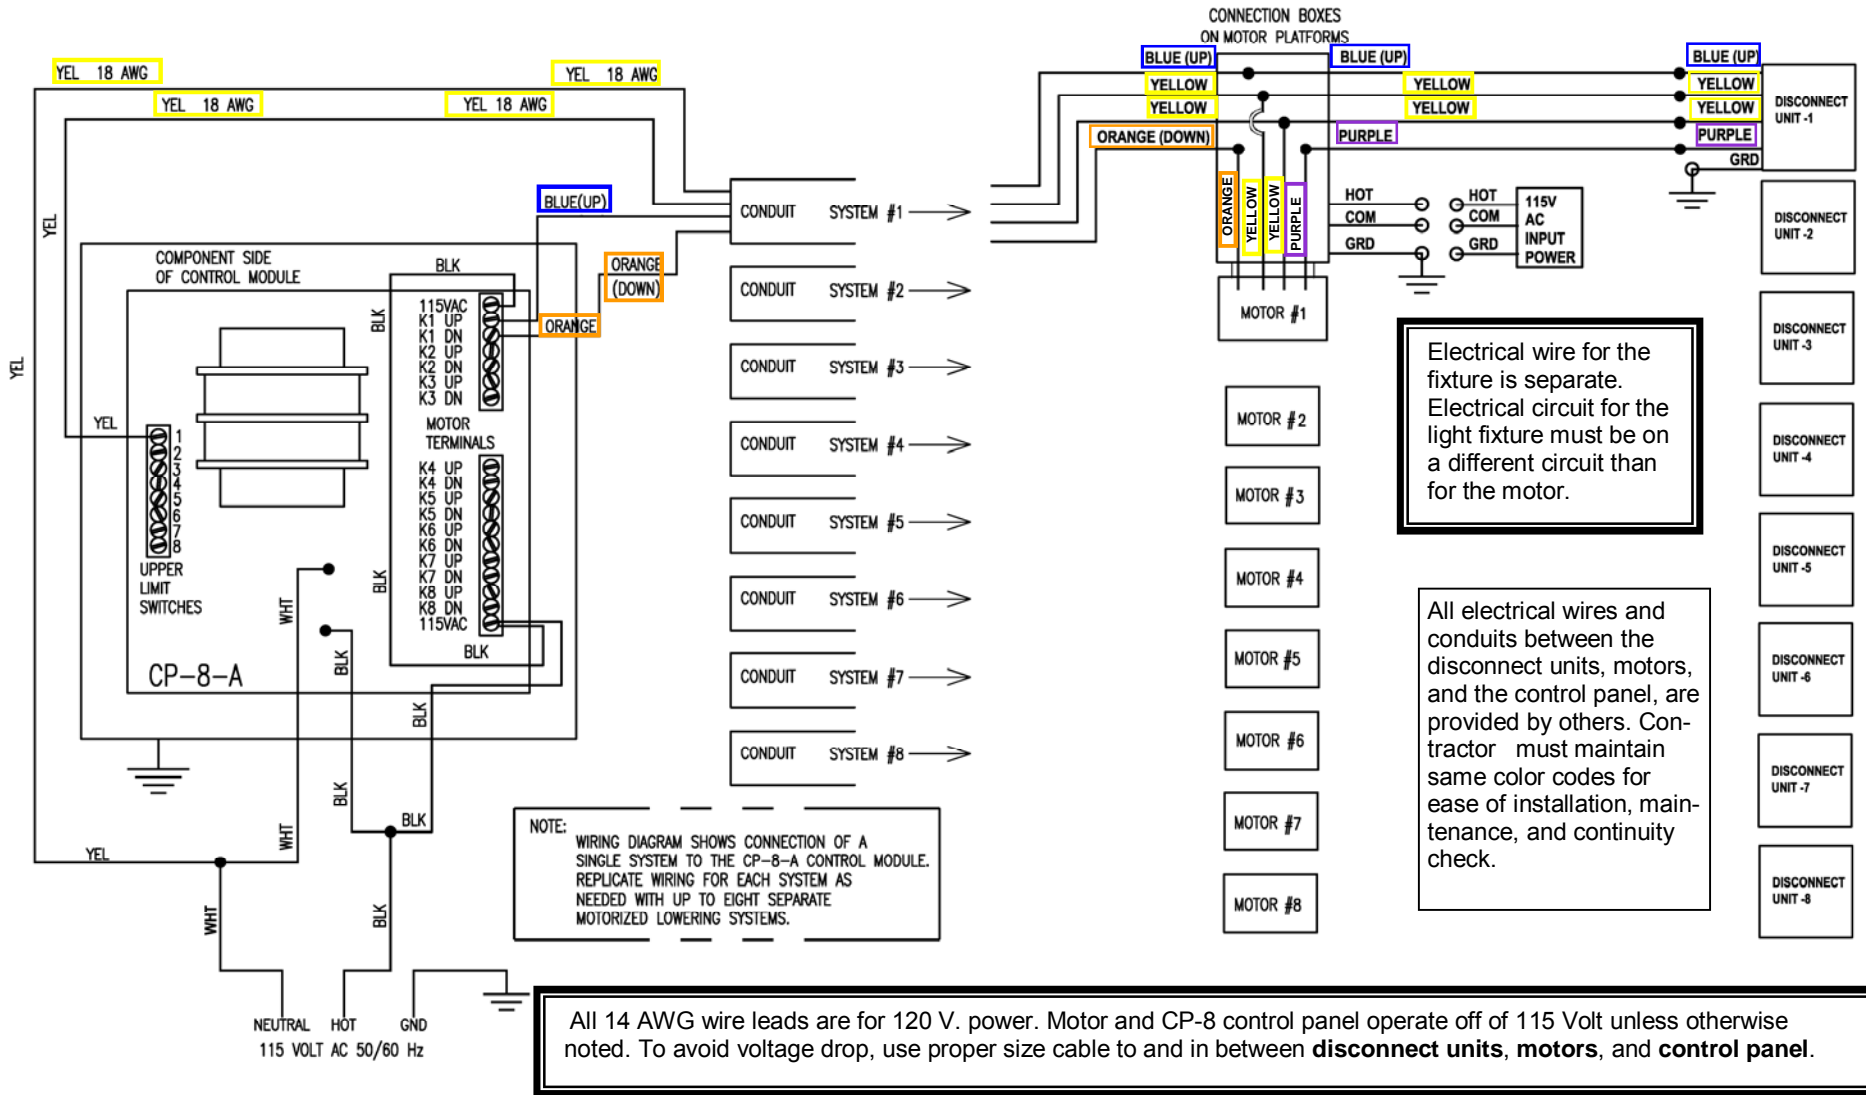 CONNECTION BOXES
ON MOTOR PLATFORMS
YEL 18 AWG
YEL 18 AWG
YEL 18 AWG
YEL 18 AWG
BLUE (UP)
BLUE (UP)
BLUE (UP)
YELLOW
YELLOW
YELLOW
YELLOW
YELLOW
YELLOW
ORANGE (DOWN)
PURPLE
PURPLE
GRD
ORANGE
YELLOW
YELLOW
PURPLE
HOT
COM
GRD
HOT
COM
GRD
115V
AC
INPUT
POWER
YEL
YEL
YEL
BLUE(UP)
ORANGE
(DOWN)
ORANGE
COMPONENT SIDE
OF CONTROL MODULE
BLK
BLK
115VAC
K1 UP
K1 DN
K2 UP
K2 DN
K3 UP
K3 DN
MOTOR
TERMINALS
K4 UP
K4 DN
K5 UP
K5 DN
K6 UP
K6 DN
K7 UP
K7 DN
K8 UP
K8 DN
115VAC
BLK
BLK
1
2
3
4
5
6
7
8
UPPER
LIMIT
SWITCHES
WHT
BLK
CP-8-A
BLK
BLK
WHT
BLK
YEL
WHT
BLK
NEUTRAL HOT GND
115 VOLT AC 50/60 Hz
CONDUIT SYSTEM #1
CONDUIT SYSTEM #2
CONDUIT SYSTEM #3
CONDUIT SYSTEM #4
CONDUIT SYSTEM #5
CONDUIT SYSTEM #6
CONDUIT SYSTEM #7
CONDUIT SYSTEM #8
MOTOR #1
MOTOR #2
MOTOR #3
MOTOR #4
MOTOR #5
MOTOR #6
MOTOR #7
MOTOR #8
DISCONNECT
UNIT -1
DISCONNECT
UNIT -2
DISCONNECT
UNIT -3
DISCONNECT
UNIT -4
DISCONNECT
UNIT -5
DISCONNECT
UNIT -6
DISCONNECT
UNIT -7
DISCONNECT
UNIT -8
Electrical wire for the
fixture is separate.
Electrical circuit for the
light fixture must be on
a different circuit than
for the motor.
All electrical wires and
conduits between the
disconnect units, motors,
and the control panel, are
provided by others. Con-
tractor must maintain
same color codes for
ease of installation, main-
tenance, and continuity
check.
NOTE:
WIRING DIAGRAM SHOWS CONNECTION OF A
SINGLE SYSTEM TO THE CP-8-A CONTROL MODULE.
REPLICATE WIRING FOR EACH SYSTEM AS
NEEDED WITH UP TO EIGHT SEPARATE
MOTORIZED LOWERING SYSTEMS.
All 14 AWG wire leads are for 120 V. power. Motor and CP-8 control panel operate off of 115 Volt unless otherwise
noted. To avoid voltage drop, use proper size cable to and in between disconnect units, motors, and control panel.